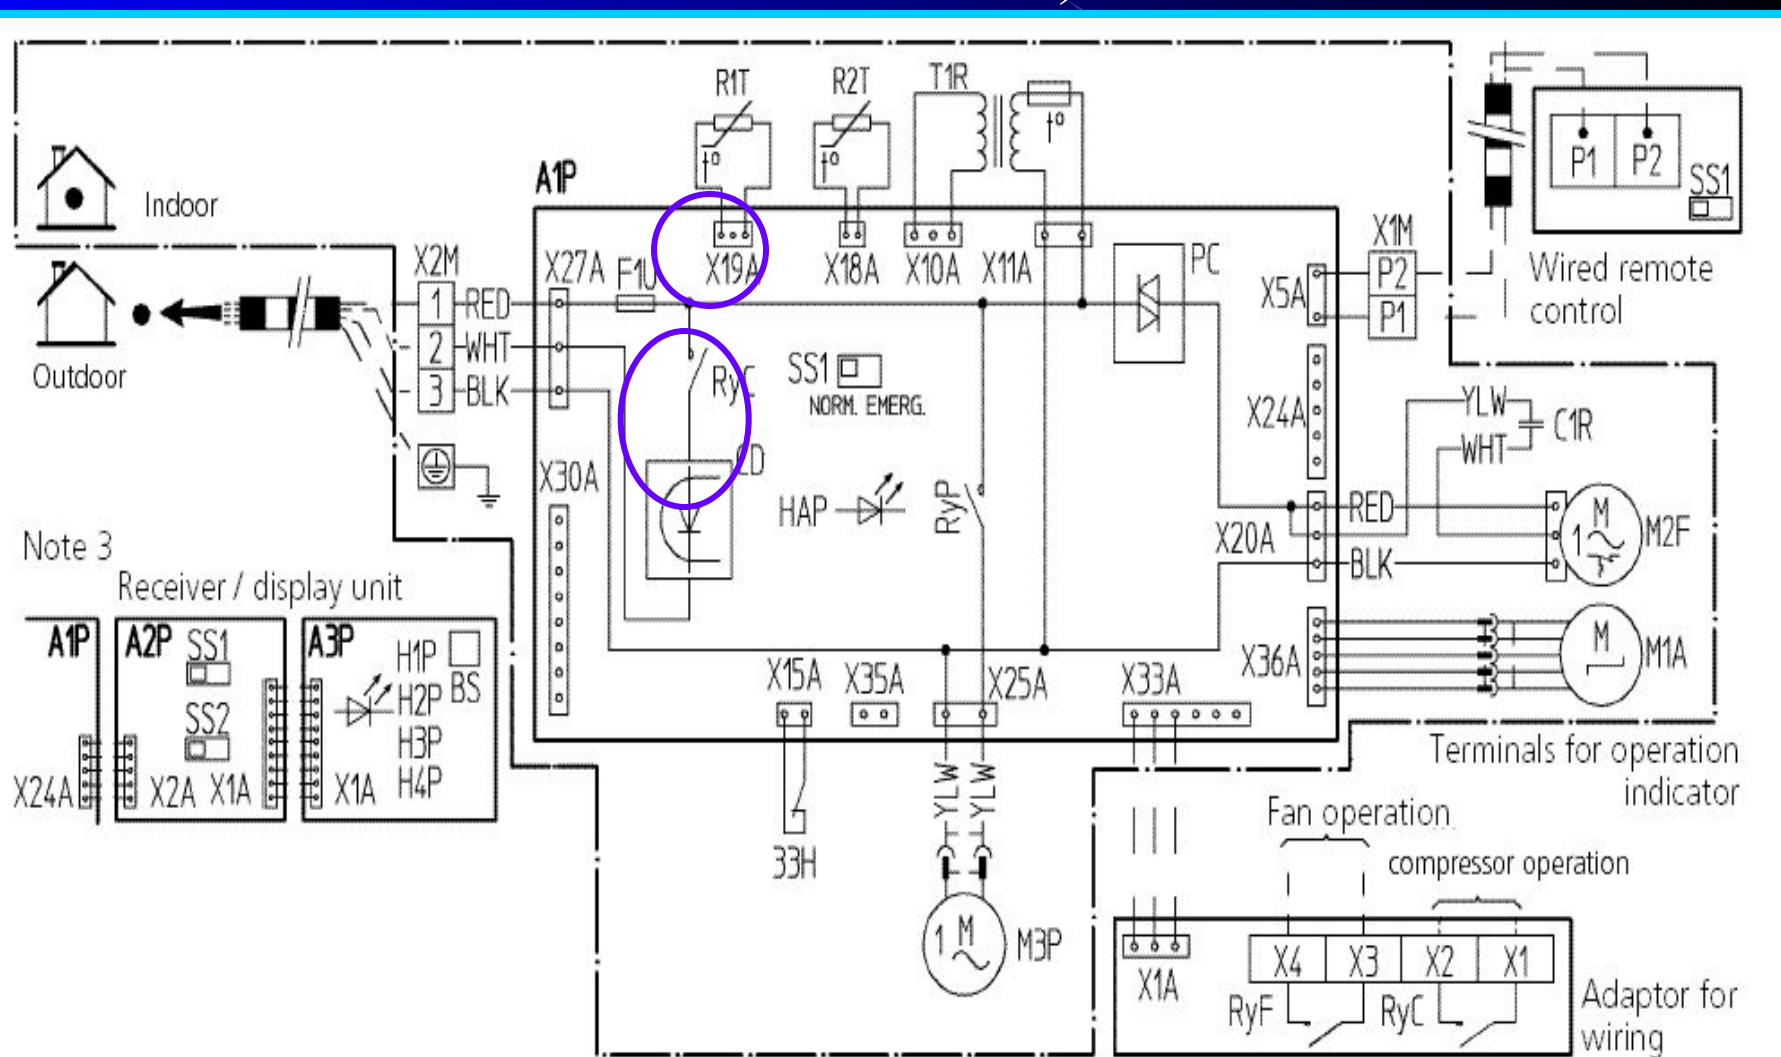 R1T
R2T
T1R
t°
t°
t°
P1
P2
SS1
A1P
Indoor
X19A
X18A
X10A
X11A
PC
X1M
P2
P1
X5A
Wired remote
control
X2M
X27A
F1U
1
RED
2
WHT
3
BLK
Outdoor
RyC
SS1
NORM. EMERG.
X24A
YLW
WHT
C1R
CD
X30A
HAP
RyP
RED
X20A
BLK
M
1
M2F
Note 3
Receiver / display unit
A1P
A2P
SS1
SS2
X24A
X2A
X1A
A3P
H1P
H2P
H3P
H4P
BS
X1A
X15A
X35A
X25A
X33A
X36A
M
M1A
YLW
YLW
33H
1
M
M3P
Terminals for operation
indicator
Fan operation
compressor operation
X1A
X4
X3
X2
X1
RyF
RyC
Adaptor for
wiring